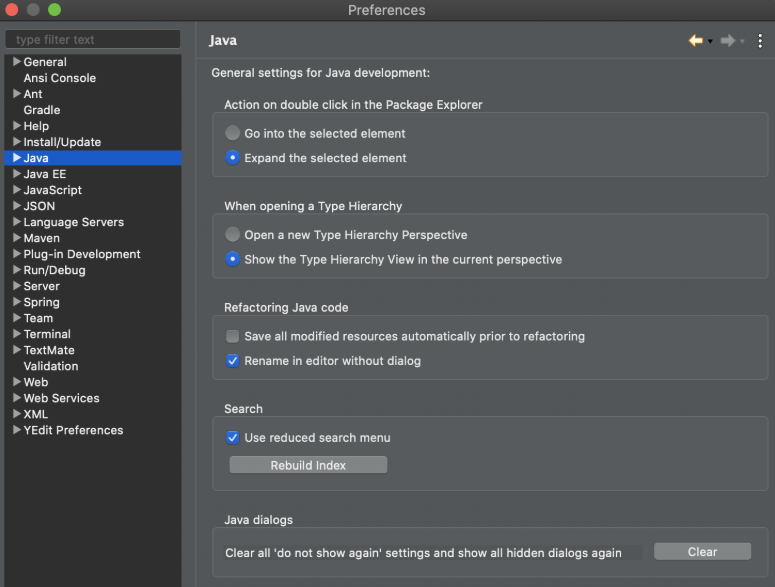 Preferences
type filter text
General
Ansi Console
Ant
Gradle
Help
Install/Update
Java
Java EE
JavaScript
JSON
Language Servers
Maven
Plug-in Development
Run/Debug
Server
Spring
Team
Terminal
TextMate
Validation
Web
Web Services
XML
YEdit Preferences
Java
General settings for Java development:
Action on double click in the Package Explorer
Go into the selected element
Expand the selected element
When opening a Type Hierarchy
Open a new Type Hierarchy Perspective
Show the Type Hierarchy View in the current perspective
Refactoring Java code
Save all modified resources automatically prior to refactoring
Rename in editor without dialog
Search
Use reduced search menu
Rebuild Index
Java dialogs
Clear all 'do not show again' settings and show all hidden dialogs again
Clear